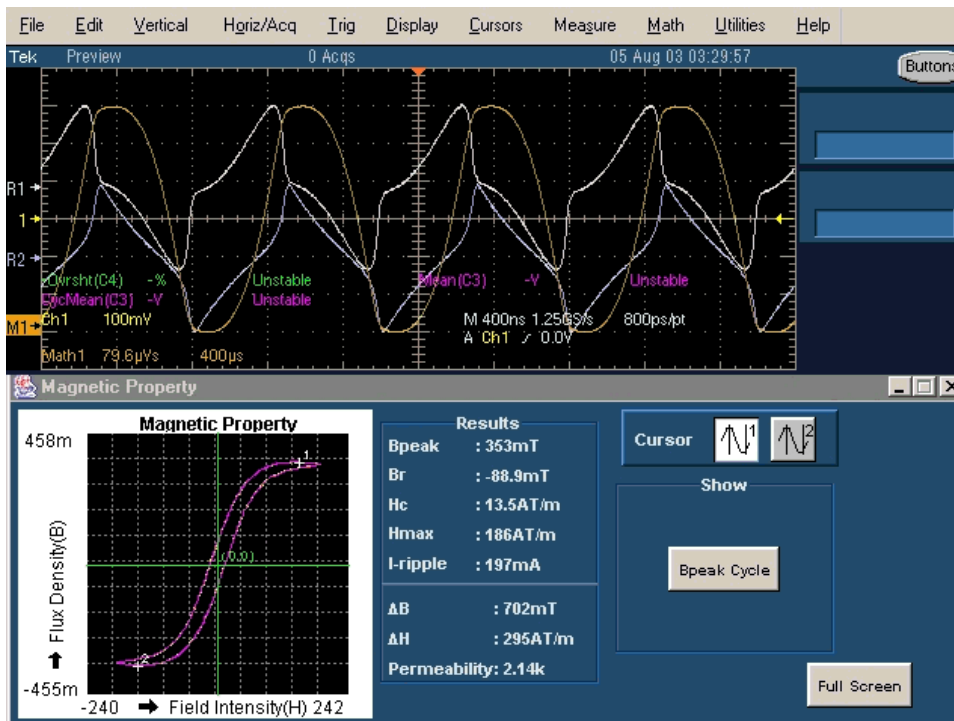 File Edit Vertical Horiz/Acq Trig Display Cursors Measure Math Utilities Help
Tek Preview 0 Acqs 05 Aug 03 03:29:57
Buttons
R1
1
R2
Ovrsht(C4) -% Unstable Mean(C3) -V Unstable
CycMean(C3) -V Unstable
Ch1 100mV M 400ns 1.25GS/s 800ps/pt
M1
A Ch1 / 0.0V
Math1 79.6µVs 400µs
Magnetic Property
Magnetic Property
458m
Flux Density(B)
-455m
1
(0,0)
2
-240 Field Intensity(H) 242
Results
Bpeak : 353mT
Br : -88.9mT
Hc : 13.5AT/m
Hmax : 186AT/m
I-ripple : 197mA
ΔB : 702mT
ΔH : 295AT/m
Permeability: 2.14k
Cursor 1 2
Show
Bpeak Cycle
Full Screen